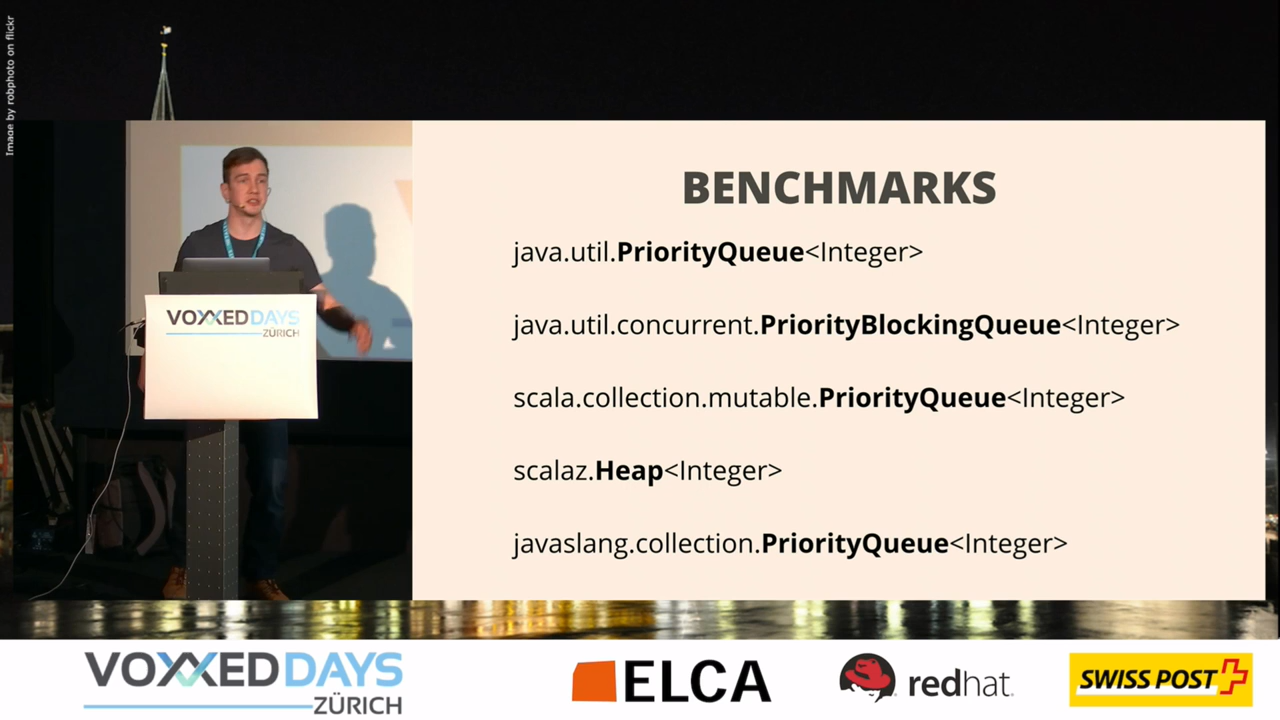 Image by robphoto on flickr
BENCHMARKS
java.util.PriorityQueue<Integer>
java.util.concurrent.PriorityBlockingQueue<Integer>
scala.collection.mutable.PriorityQueue<Integer>
scalaz.Heap<Integer>
javaslang.collection.PriorityQueue<Integer>
VOXXED DAYS
ZÜRICH
VOXXED DAYS
ZÜRICH
ELCA
redhat.
SWISS POST